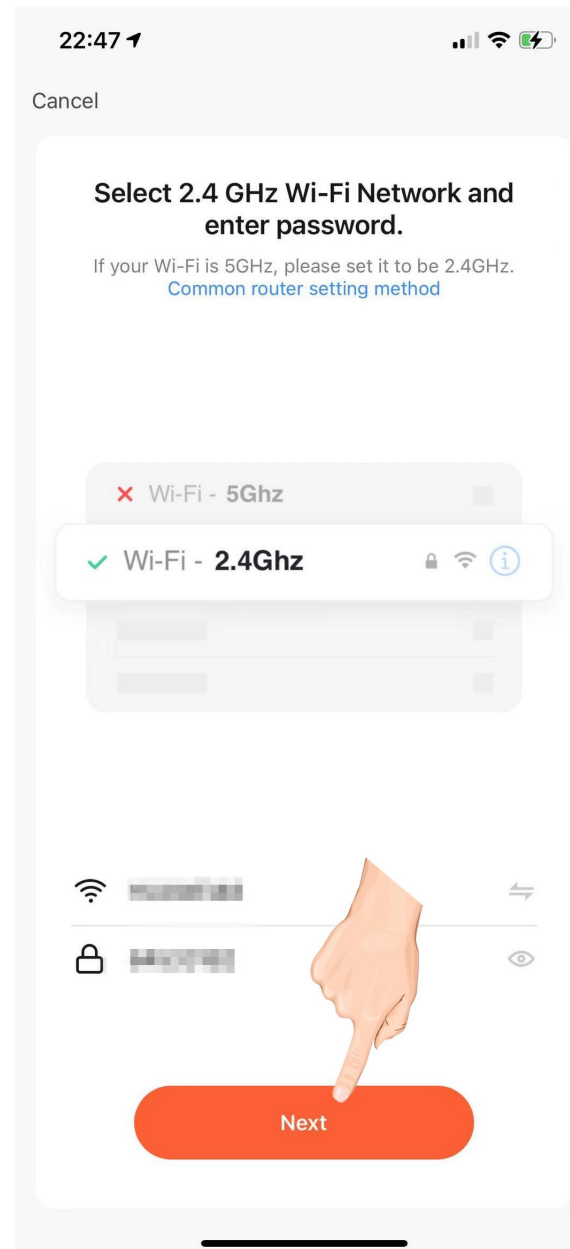 22:47
Cancel
Select 2.4 GHz Wi-Fi Network and
enter password.
If your Wi-Fi is 5GHz, please set it to be 2.4GHz.
Common router setting method
Wi-Fi - 5Ghz
Wi-Fi - 2.4Ghz
Next